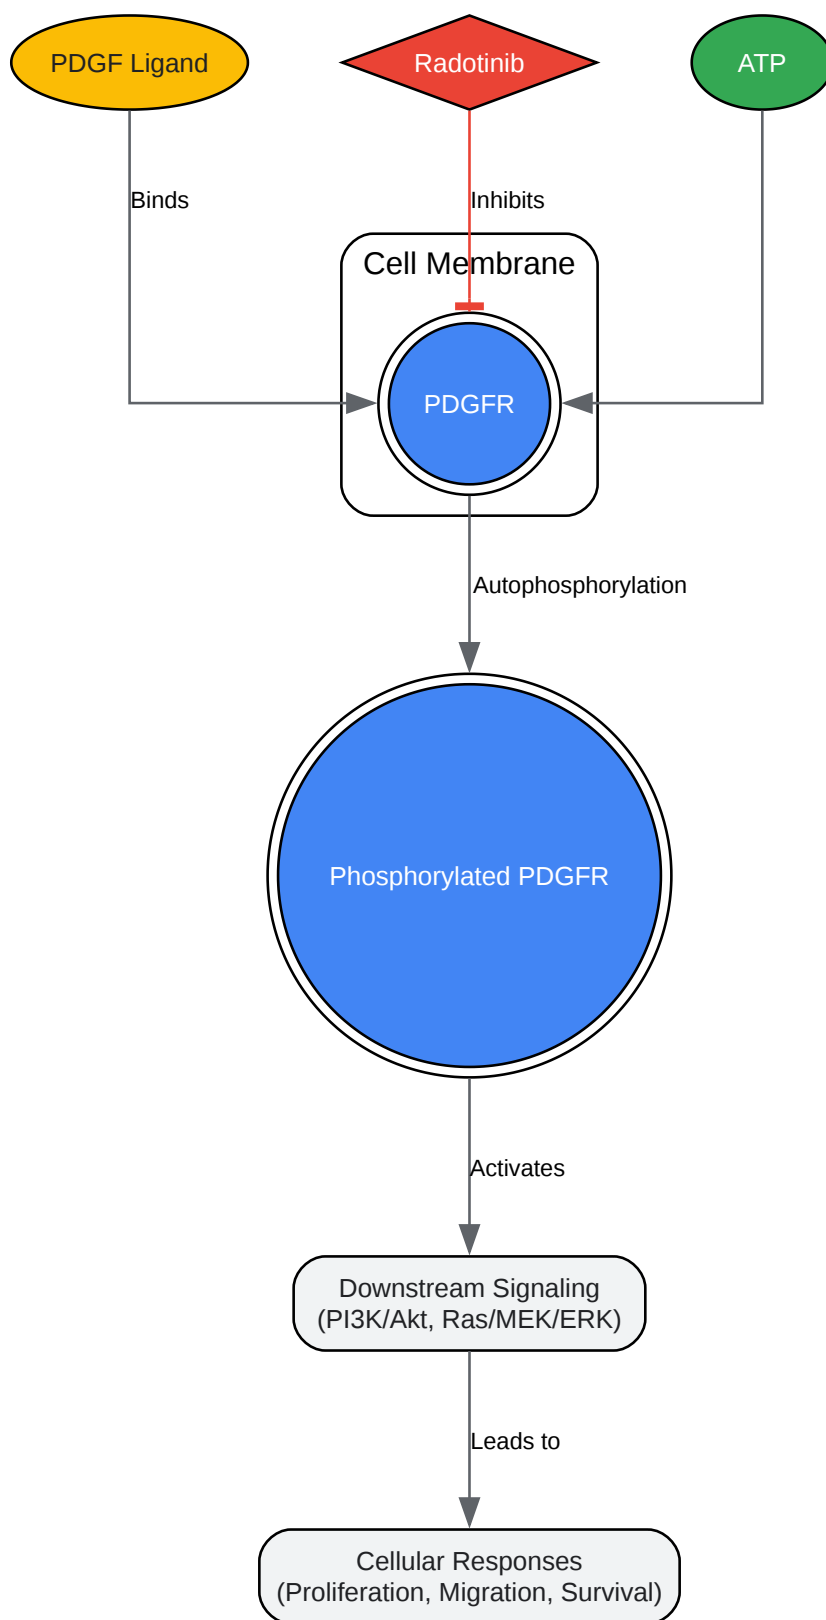 PDGF Ligand
Radotinib
ATP
Binds
Inhibits
Cell Membrane
PDGFR
Autophosphorylation
Phosphorylated PDGFR
Activates
Downstream Signaling
(PI3K/Akt, Ras/MEK/ERK)
Leads to
Cellular Responses
(Proliferation, Migration, Survival)